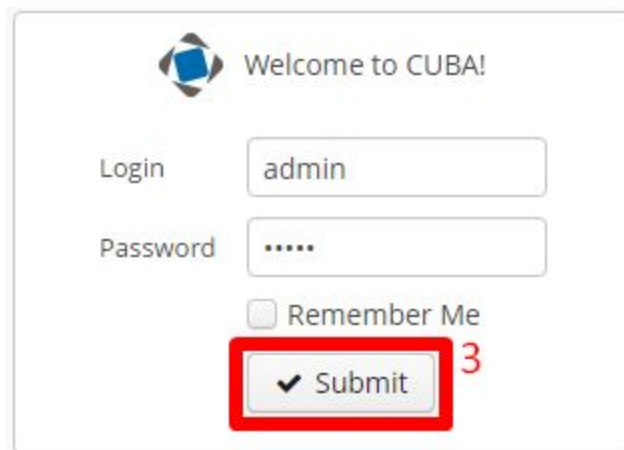 Welcome to CUBA!
Login admin
Password •••••
Remember Me
Submit 3